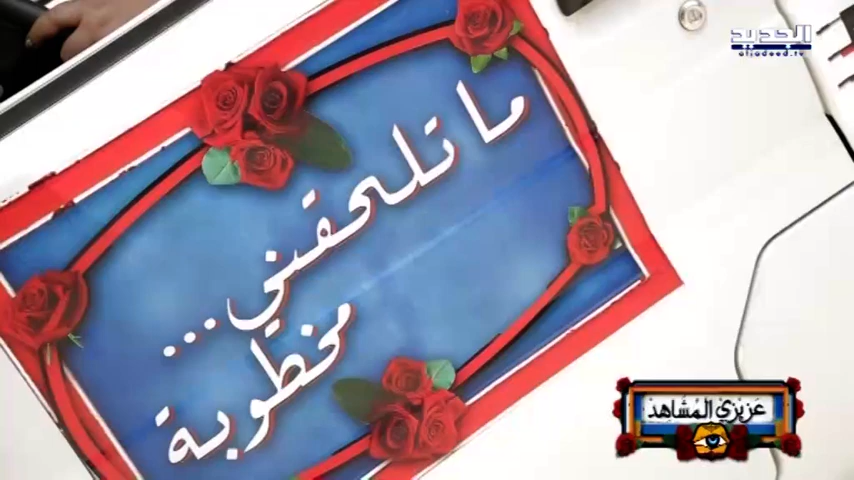 الجديد
aljadeed.tv
ما تلحقني...
مخطوبة
عزيزي المشاهد